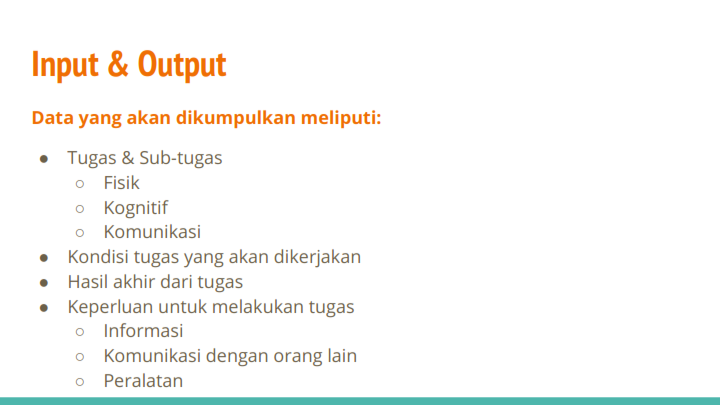 Input & Output
Data yang akan dikumpulkan meliputi:
● Tugas & Sub-tugas
○ Fisik
○ Kognitif
○ Komunikasi
● Kondisi tugas yang akan dikerjakan
● Hasil akhir dari tugas
● Keperluan untuk melakukan tugas
○ Informasi
○ Komunikasi dengan orang lain
○ Peralatan